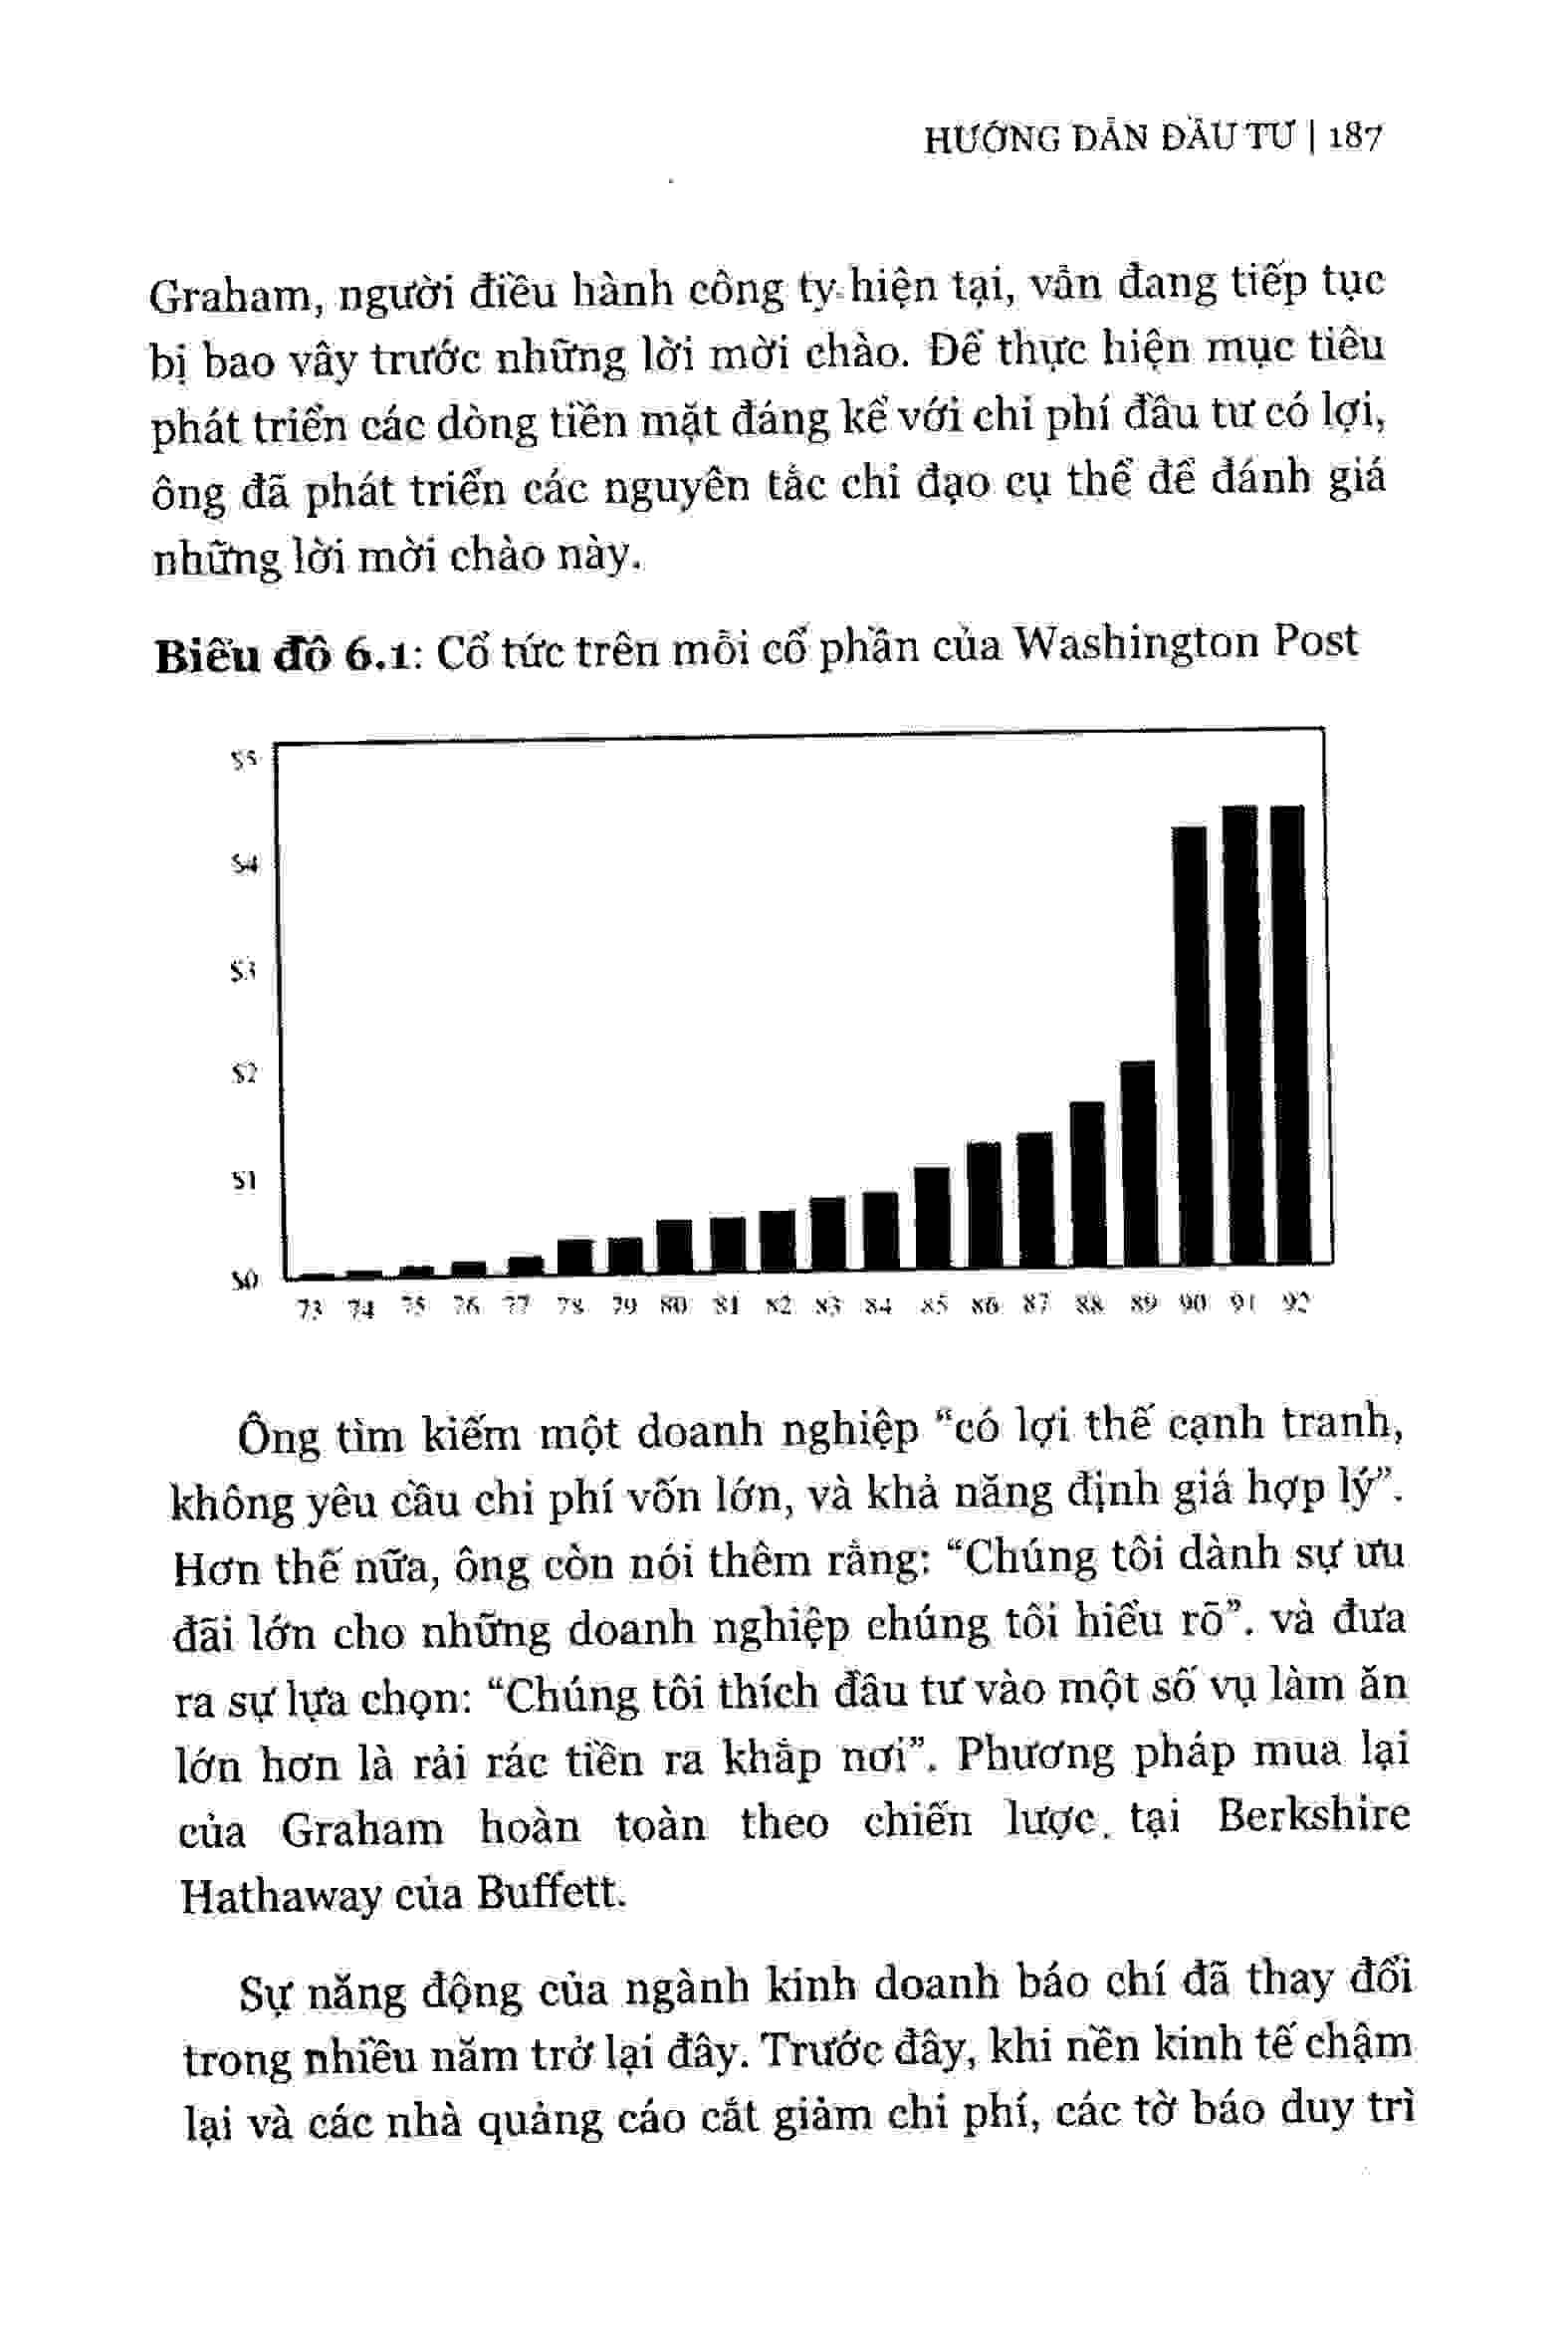 HƯỚNG DẪN ĐẦU TƯ | 187
Graham, người điều hành công ty hiện tại, vẫn đang tiếp tục
bị bao vây trước những lời mời chào. Để thực hiện mục tiêu
phát triển các dòng tiền mặt đáng kể với chi phí đầu tư có lợi,
ông đã phát triển các nguyên tắc chỉ đạo cụ thể để đánh giá
những lời mời chào này.
Biểu đồ 6.1: Cổ tức trên mỗi cổ phần của Washington Post
$5
$4
$3
$2
$1
$0
73 74 75 76 77 78 79 80 81 82 83 84 85 86 87 88 89 90 91 92
Ông tìm kiếm một doanh nghiệp “có lợi thế cạnh tranh,
không yêu cầu chi phí vốn lớn, và khả năng định giá hợp lý”.
Hơn thế nữa, ông còn nói thêm rằng: “Chúng tôi dành sự ưu
đãi lớn cho những doanh nghiệp chúng tôi hiểu rõ”. và đưa
ra sự lựa chọn: “Chúng tôi thích đầu tư vào một số vụ làm ăn
lớn hơn là rải rác tiền ra khắp nơi”. Phương pháp mua lại
của Graham hoàn toàn theo chiến lược. tại Berkshire
Hathaway của Buffett.
Sự năng động của ngành kinh doanh báo chí đã thay đổi
trong nhiều năm trở lại đây. Trước đây, khi nền kinh tế chậm
lại và các nhà quảng cáo cắt giảm chi phí, các tờ báo duy trì